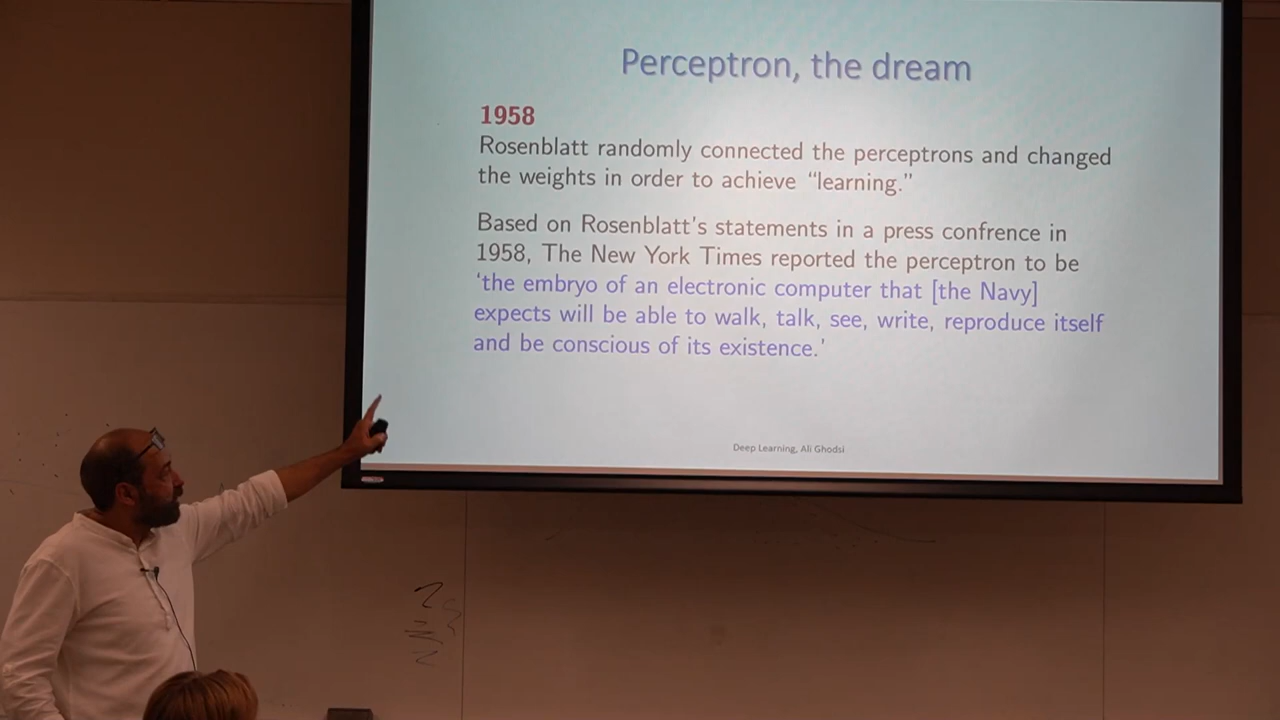 Perceptron, the dream
1958
Rosenblatt randomly connected the perceptrons and changed
the weights in order to achieve “learning.”
Based on Rosenblatt's statements in a press confrence in
1958, The New York Times reported the perceptron to be
‘the embryo of an electronic computer that [the Navy]
expects will be able to walk, talk, see, write, reproduce itself
and be conscious of its existence.’
Deep Learning, Ali Ghodsi